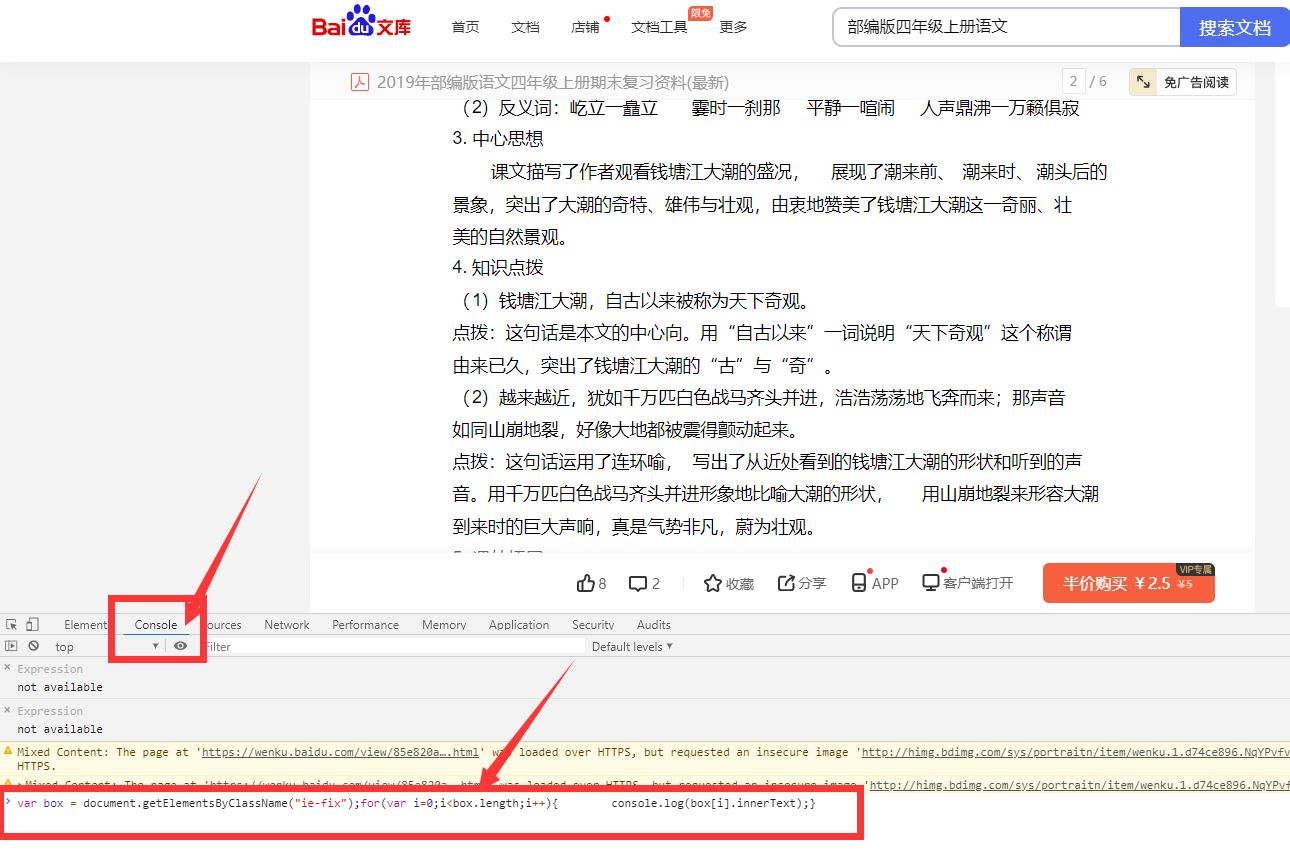 Bai du 文库 首页 文档 店铺 文档工具 限免 更多 部编版四年级上册语文 搜索文档
2019年部编版语文四年级上册期末复习资料(最新) 2 / 6 免广告阅读
（2）反义词：屹立一矗立 霎时一刹那 平静一喧闹 人声鼎沸一万籁俱寂
3. 中心思想
课文描写了作者观看钱塘江大潮的盛况， 展现了潮来前、 潮来时、 潮头后的
景象，突出了大潮的奇特、雄伟与壮观，由衷地赞美了钱塘江大潮这一奇丽、壮
美的自然景观。
4. 知识点拨
（1）钱塘江大潮，自古以来被称为天下奇观。
点拨：这句话是本文的中心向。用“自古以来”一词说明“天下奇观”这个称谓
由来已久，突出了钱塘江大潮的“古”与“奇”。
（2）越来越近，犹如千万匹白色战马齐头并进，浩浩荡荡地飞奔而来；那声音
如同山崩地裂，好像大地都被震得颤动起来。
点拨：这句话运用了连环喻， 写出了从近处看到的钱塘江大潮的形状和听到的声
音。用千万匹白色战马齐头并进形象地比喻大潮的形状， 用山崩地裂来形容大潮
到来时的巨大声响，真是气势非凡，蔚为壮观。
8 2 收藏 分享 APP 客户端打开 半价购买 ¥2.5 ¥5 VIP专属
Element Console ources Network Performance Memory Application Security Audits
top Filter Default levels
Expression
not available
Expression
not available
Mixed Content: The page at 'https://wenku.baidu.com/view/85e820a….html' was loaded over HTTPS, but requested an insecure image 'http://himg.bdimg.com/sys/portraitn/item/wenku.1.d74ce896.NqYPvfv
HTTPS.
Mixed Content: The page at 'https://wenku.baidu.com/view/85e820a….html' was loaded over HTTPS, but requested an insecure image 'http://himg.bdimg.com/sys/portraitn/item/wenku.1.d74ce896.NqYPvf
var box = document.getElementsByClassName("ie-fix");for(var i=0;i<box.length;i++){ console.log(box[i].innerText);}